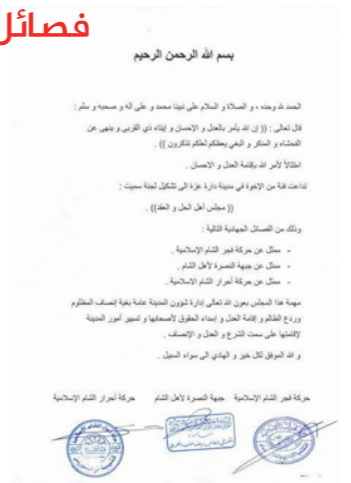 فصائل
بسم الله الرحمن الرحيم
الحمد لله وحده ، و الصلاة و السلام على نبينا محمد و على آله و صحبه و سلم :
قال تعالى : (( إن الله يأمر بالعدل و الإحسان و إيتاء ذي القربى و ينهى عن
الفحشاء و المنكر و البغي يعظكم لعلكم تذكرون )) .
امتثالاً لأمر الله بإقامة العدل و الاحسان .
تداعت فئة من الإخوة في مدينة دارة عزة الى تشكيل لجنة سميت :
(( مجلس أهل الحل و العقد)) .
وذلك من الفصائل الجهادية التالية :
- ممثل عن حركة فجر الشام الإسلامية .
- ممثل عن جبهة النصرة لأهل الشام .
- ممثل عن حركة أحرار الشام الاسلامية .
مهمة هذا المجلس بعون الله تعالى إدارة شؤون المدينة عامة بغية إنصاف المظلوم
وردع الظالم و إقامة العدل و إسداء الحقوق لأصحابها و تسيير أمور المدينة
لإقامتها على سمت الشرع و العدل و الإنصاف .
و الله الموفق لكل خير و الهادي الى سواء السبيل .
حركة فجر الشام الإسلامية جبهة النصرة لأهل الشام حركة أحرار الشام الإسلامية